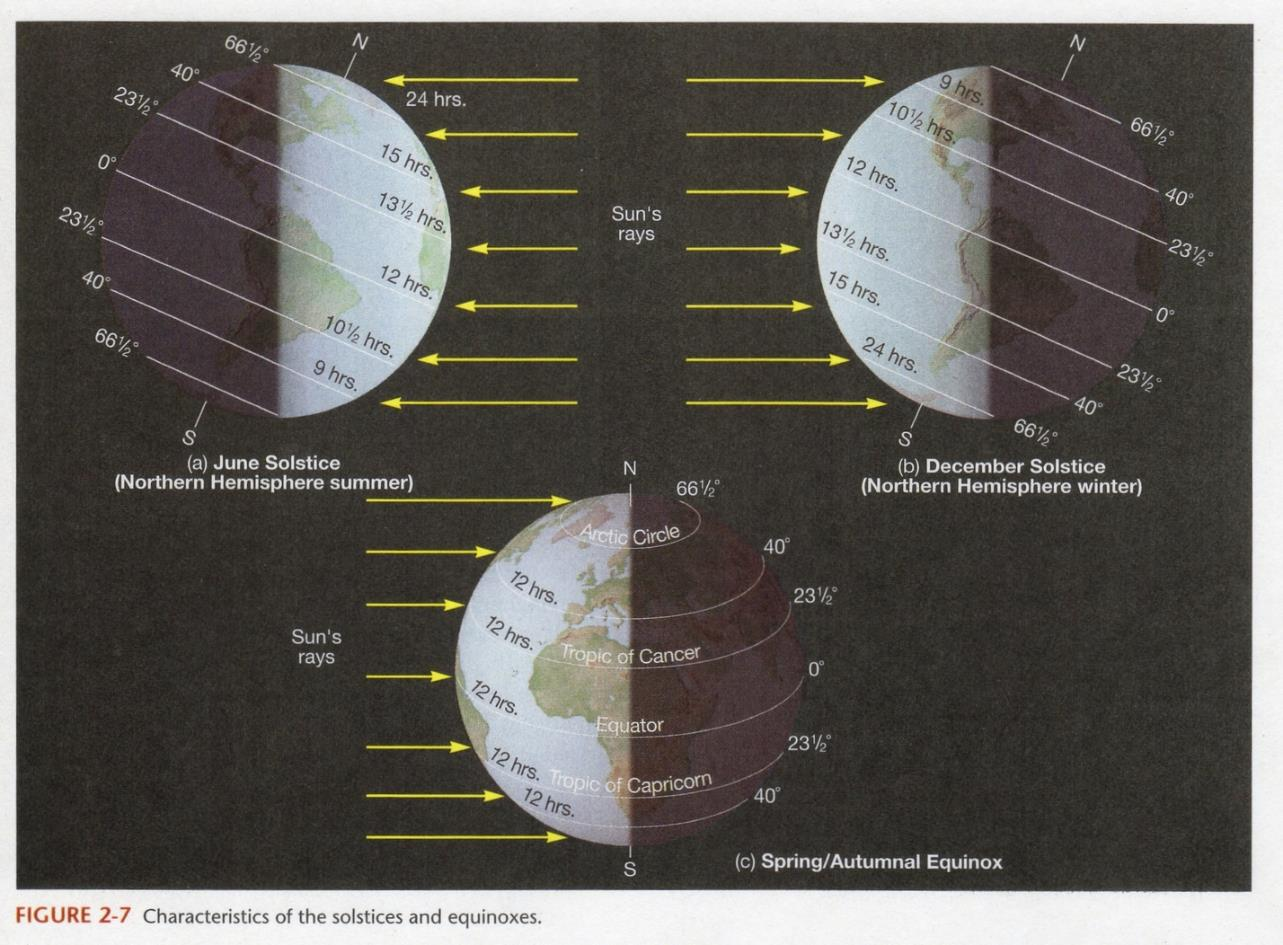 N
66½°
40°
23½°
0°
23½°
40°
66½°
S
24 hrs.
15 hrs.
13½ hrs.
12 hrs.
10½ hrs.
9 hrs.
(a) June Solstice
(Northern Hemisphere summer)
Sun's
rays
N
9 hrs.
10½ hrs.
12 hrs.
13½ hrs.
15 hrs.
24 hrs.
66½°
40°
23½°
0°
23½°
40°
66½°
S
(b) December Solstice
(Northern Hemisphere winter)
N
66½°
Arctic Circle
40°
12 hrs.
23½°
12 hrs.
Tropic of Cancer
Sun's
rays
0°
12 hrs.
Equator
23½°
12 hrs.
Tropic of Capricorn
40°
12 hrs.
S
(c) Spring/Autumnal Equinox
FIGURE 2-7 Characteristics of the solstices and equinoxes.